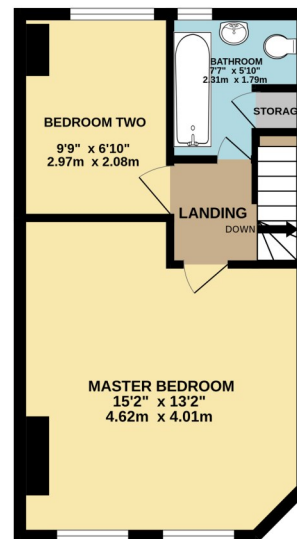 BATHROOM
7'7" x 5'10"
2.31m x 1.79m
STORAG
BEDROOM TWO
9'9" x 6'10"
2.97m x 2.08m
LANDING
DOWN
MASTER BEDROOM
15'2" x 13'2"
4.62m x 4.01m